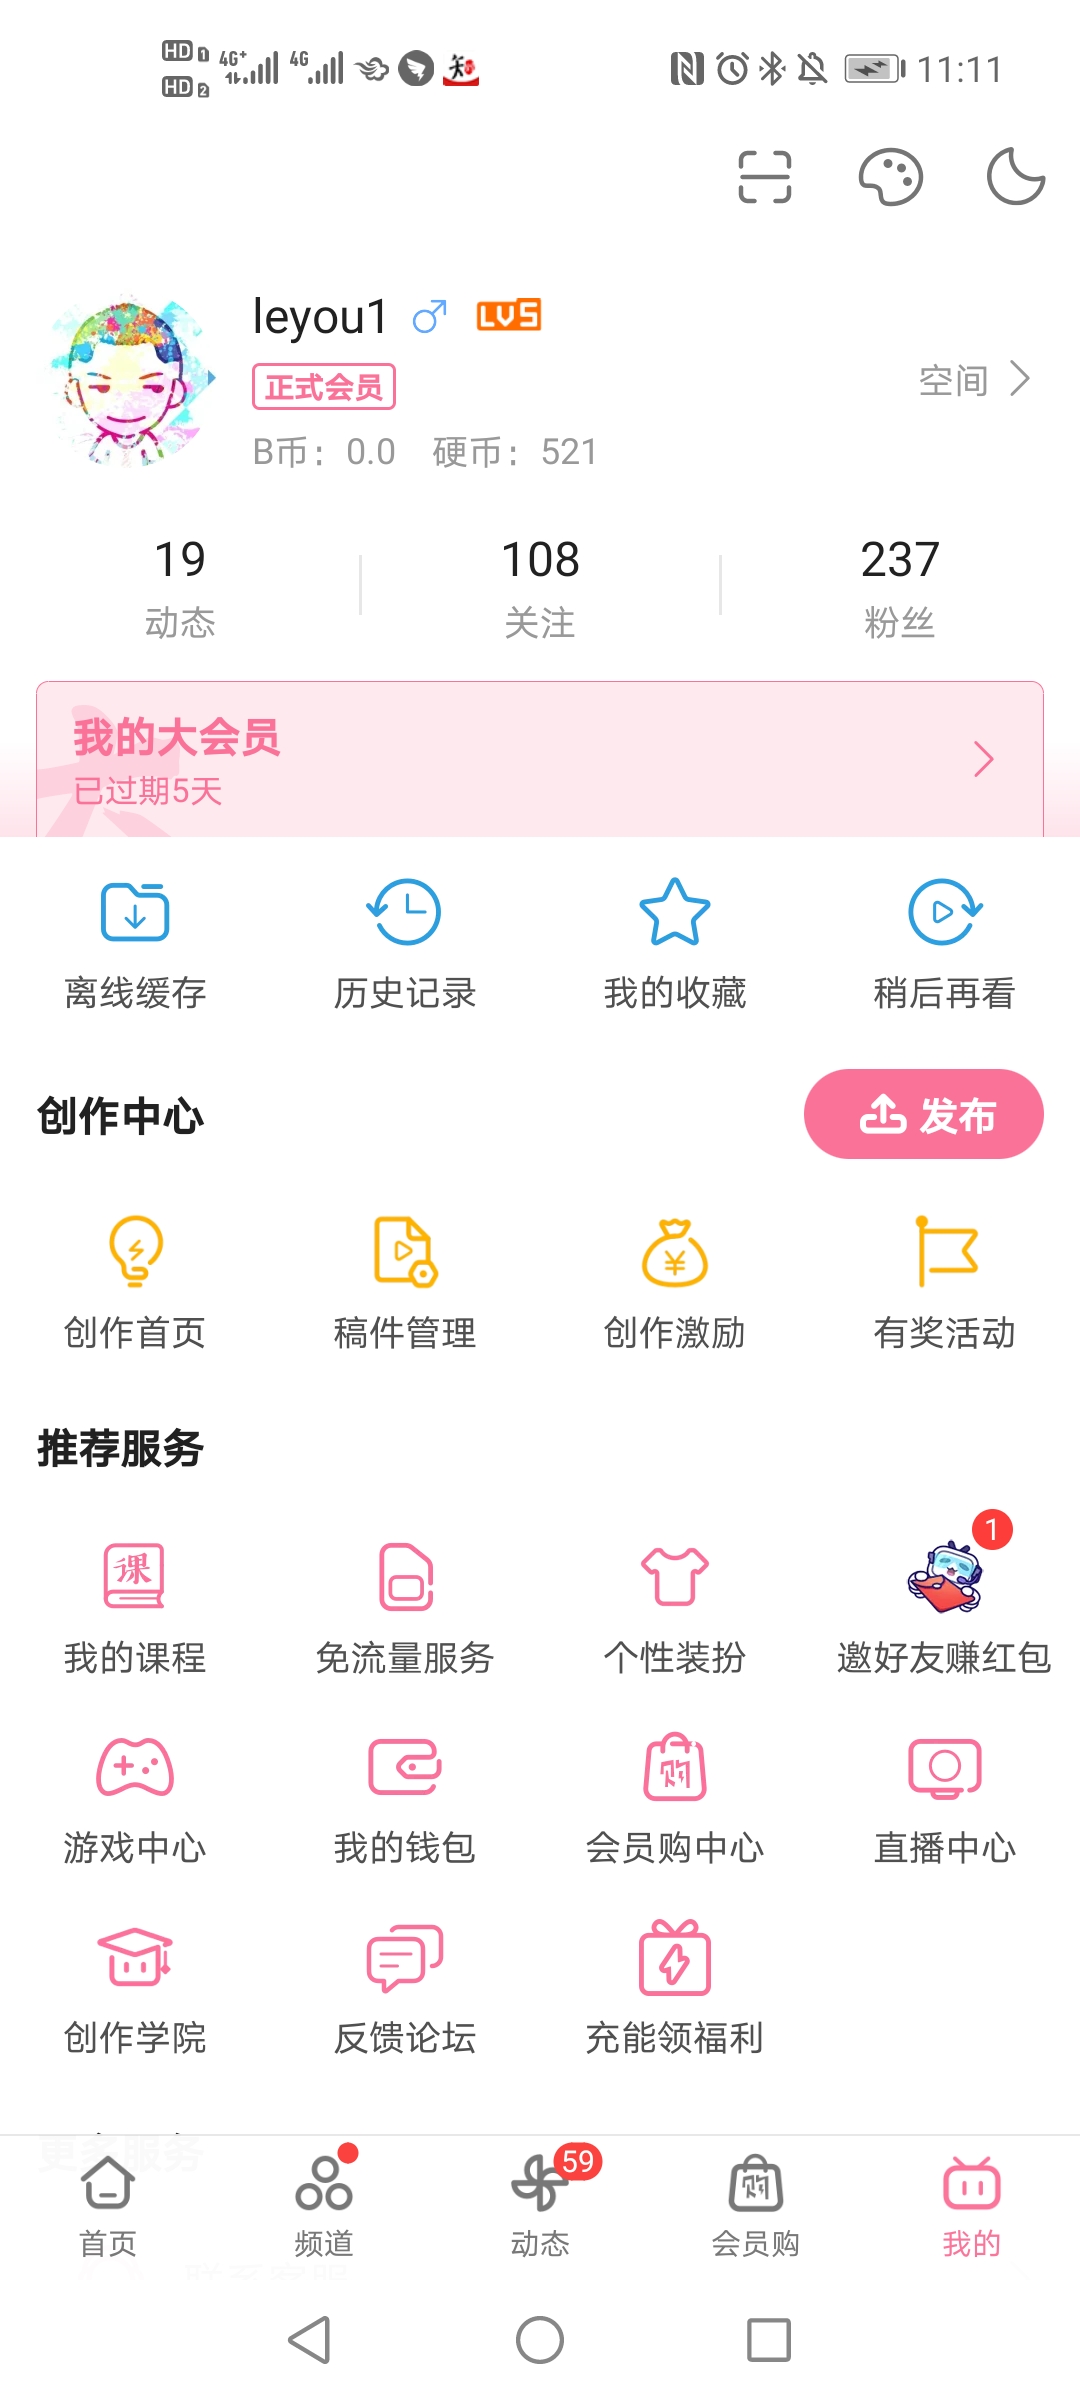 HD 1 4G+ 4G 知 11:11
HD 2
leyou1 LV5
正式会员
空间
B币：0.0 硬币：521
19 108 237
动态 关注 粉丝
我的大会员
已过期5天
离线缓存 历史记录 我的收藏 稍后再看
创作中心 发布
创作首页 稿件管理 创作激励 有奖活动
推荐服务
1
课
我的课程 免流量服务 个性装扮 邀好友赚红包
游戏中心 我的钱包 会员购中心 直播中心
创作学院 反馈论坛 充能领福利
更多服务
59
首页 频道 动态 会员购 我的